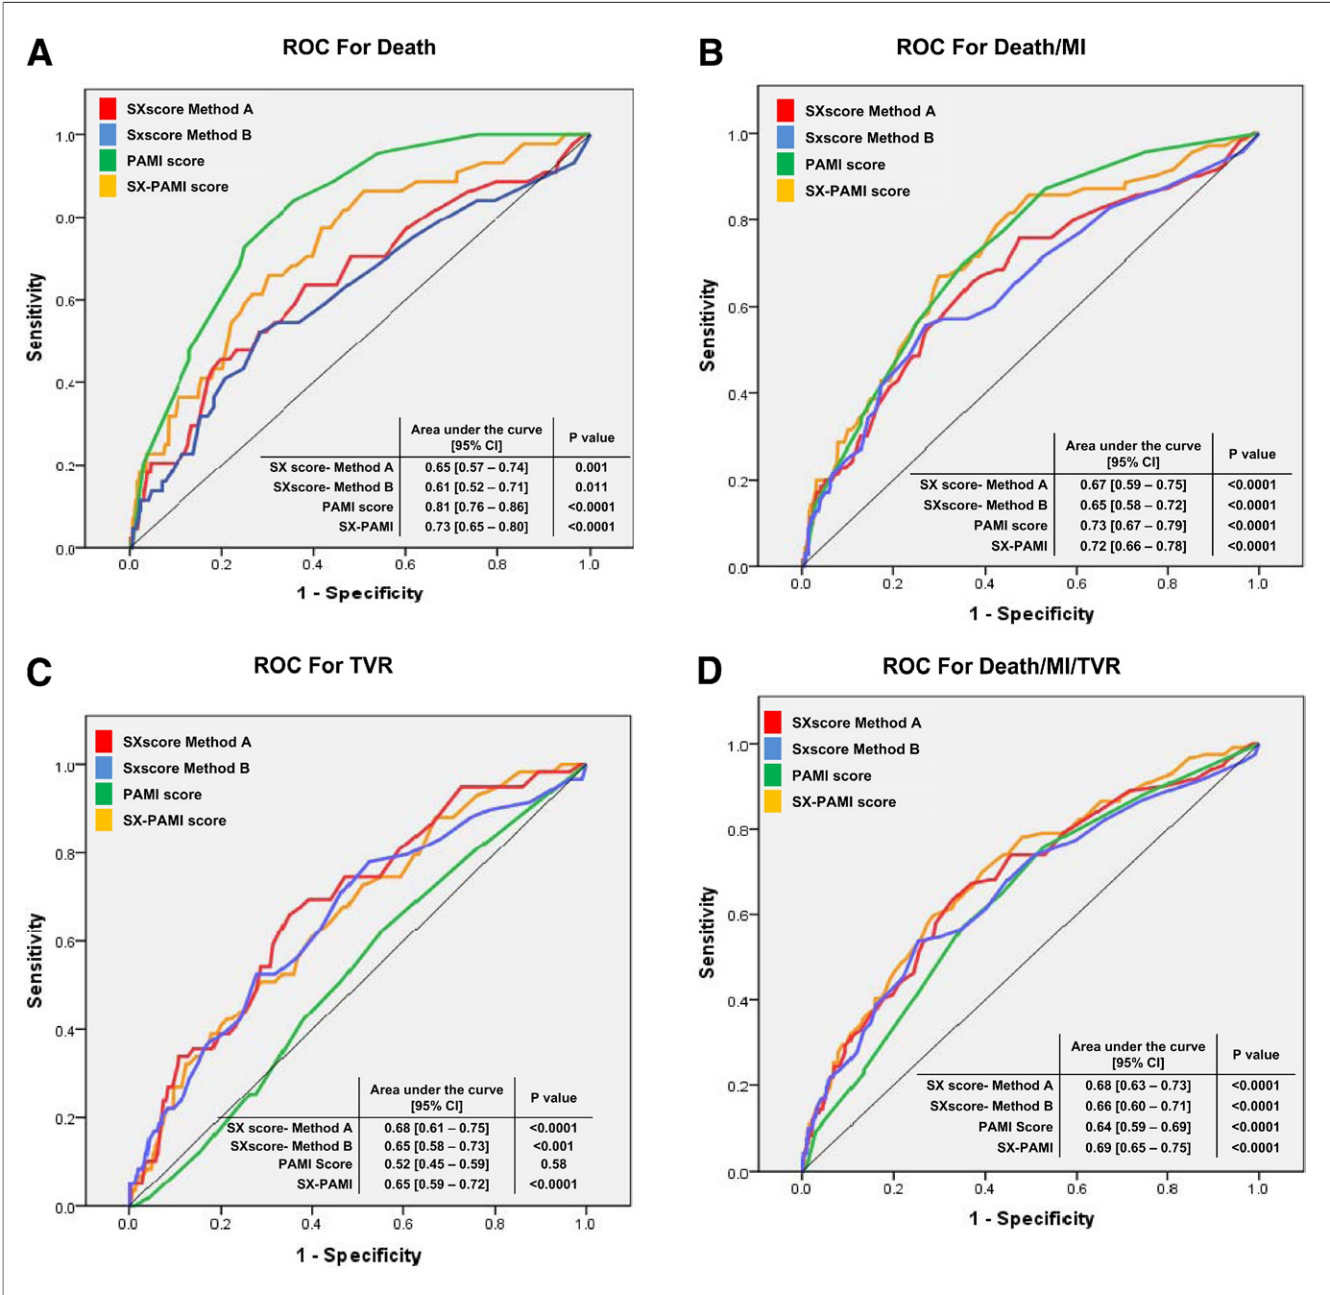 A
ROC For Death
SXscore Method A
Sxscore Method B
PAMI score
SX-PAMI score
Sensitivity
1.0
0.8
0.6
0.4
0.2
0.0
Area under the curve [95% CI] P value
SX score- Method A 0.65 [0.57 – 0.74] 0.001
SXscore- Method B 0.61 [0.52 – 0.71] 0.011
PAMI score 0.81 [0.76 – 0.86] <0.0001
SX-PAMI 0.73 [0.65 – 0.80] <0.0001
0.0 0.2 0.4 0.6 0.8 1.0
1 - Specificity
B
ROC For Death/MI
SXscore Method A
Sxscore Method B
PAMI score
SX-PAMI score
Sensitivity
1.0
0.8
0.6
0.4
0.2
0.0
Area under the curve [95% CI] P value
SX score- Method A 0.67 [0.59 – 0.75] <0.0001
SXscore- Method B 0.65 [0.58 – 0.72] <0.0001
PAMI score 0.73 [0.67 – 0.79] <0.0001
SX-PAMI 0.72 [0.66 – 0.78] <0.0001
0.0 0.2 0.4 0.6 0.8 1.0
1 - Specificity
C
ROC For TVR
SXscore Method A
Sxscore Method B
PAMI score
SX-PAMI score
Sensitivity
1.0
0.8
0.6
0.4
0.2
0.0
Area under the curve [95% CI] P value
SX score- Method A 0.68 [0.61 – 0.75] <0.0001
SXscore- Method B 0.65 [0.58 – 0.73] <0.001
PAMI Score 0.52 [0.45 – 0.59] 0.58
SX-PAMI 0.65 [0.59 – 0.72] <0.0001
0.0 0.2 0.4 0.6 0.8 1.0
1 - Specificity
D
ROC For Death/MI/TVR
SXscore Method A
Sxscore Method B
PAMI score
SX-PAMI score
Sensitivity
1.0
0.8
0.6
0.4
0.2
0.0
Area under the curve [95% CI] P value
SX score- Method A 0.68 [0.63 – 0.73] <0.0001
SXscore- Method B 0.66 [0.60 – 0.71] <0.0001
PAMI Score 0.64 [0.59 – 0.69] <0.0001
SX-PAMI 0.69 [0.65 – 0.75] <0.0001
0.0 0.2 0.4 0.6 0.8 1.0
1 - Specificity